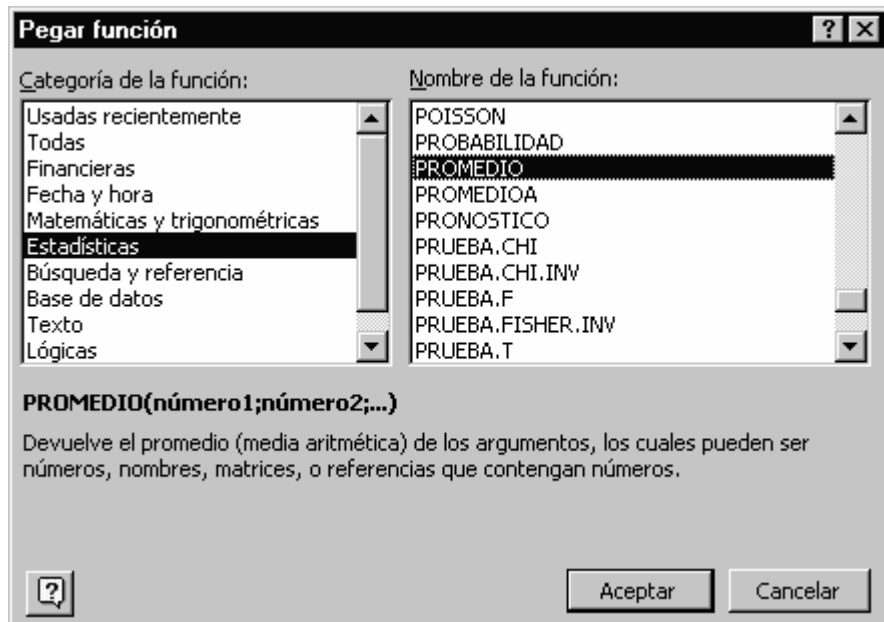 Pegar función
Categoría de la función:
Usadas recientemente
Todas
Financieras
Fecha y hora
Matemáticas y trigonométricas
Estadísticas
Búsqueda y referencia
Base de datos
Texto
Lógicas
Nombre de la función:
POISSON
PROBABILIDAD
PROMEDIO
PROMEDIOA
PRONOSTICO
PRUEBA.CHI
PRUEBA.CHI.INV
PRUEBA.F
PRUEBA.FISHER.INV
PRUEBA.T
PROMEDIO(número1;número2;...)
Devuelve el promedio (media aritmética) de los argumentos, los cuales pueden ser
números, nombres, matrices, o referencias que contengan números.
Aceptar
Cancelar